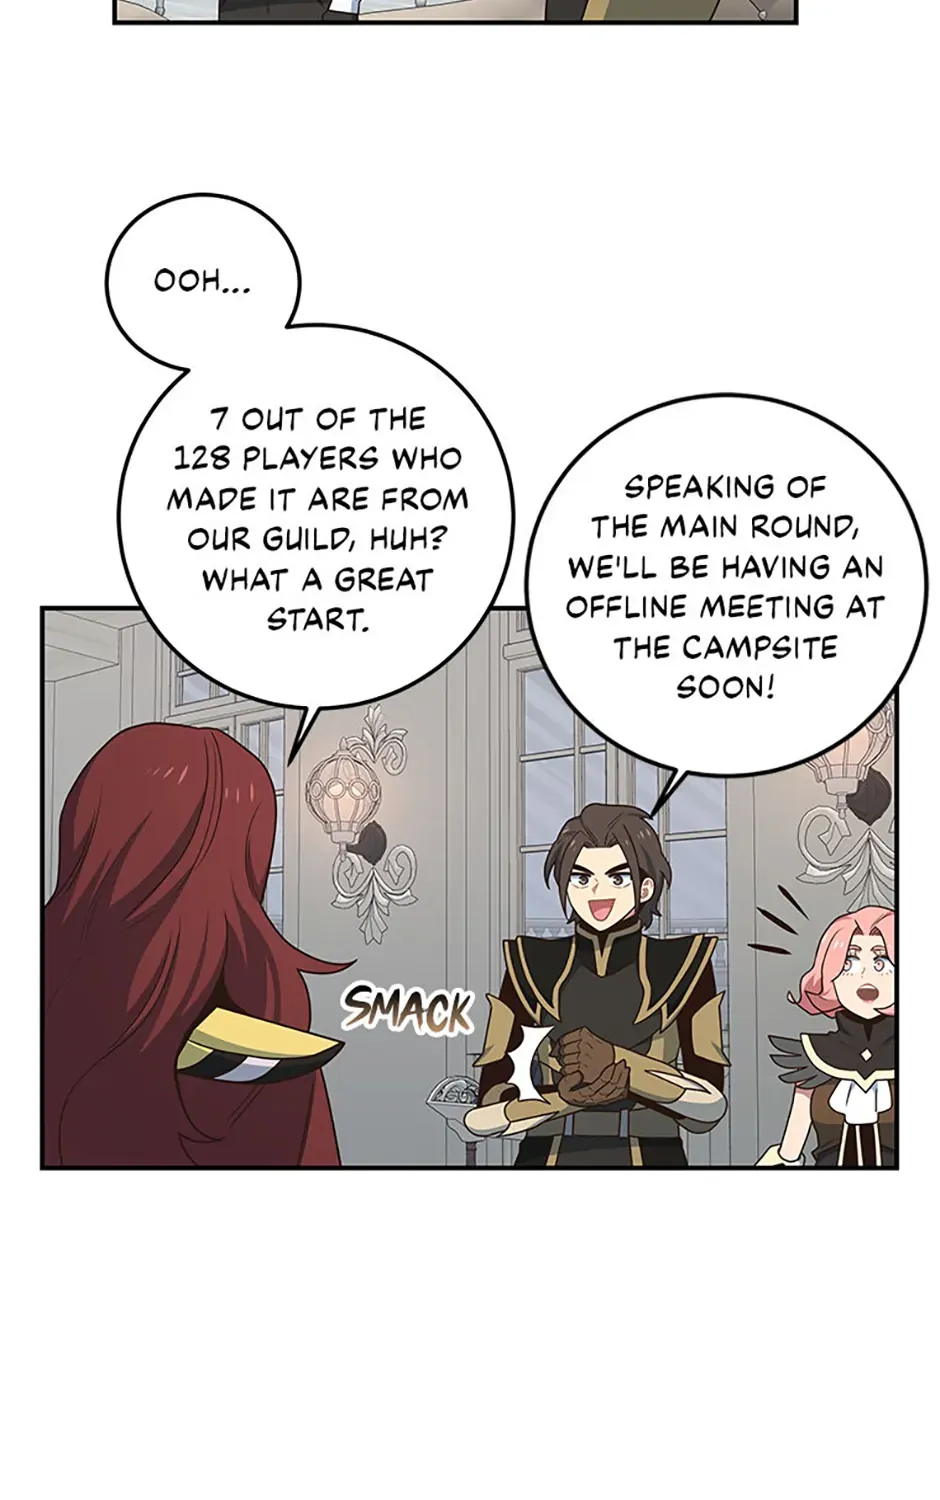 OOH...
7 OUT OF THE
128 PLAYERS WHO
MADE IT ARE FROM
OUR GUILD, HUH?
WHAT A GREAT
START.
SPEAKING OF
THE MAIN ROUND,
WE'LL BE HAVING AN
OFFLINE MEETING AT
THE CAMPSITE
SOON!
SMACK